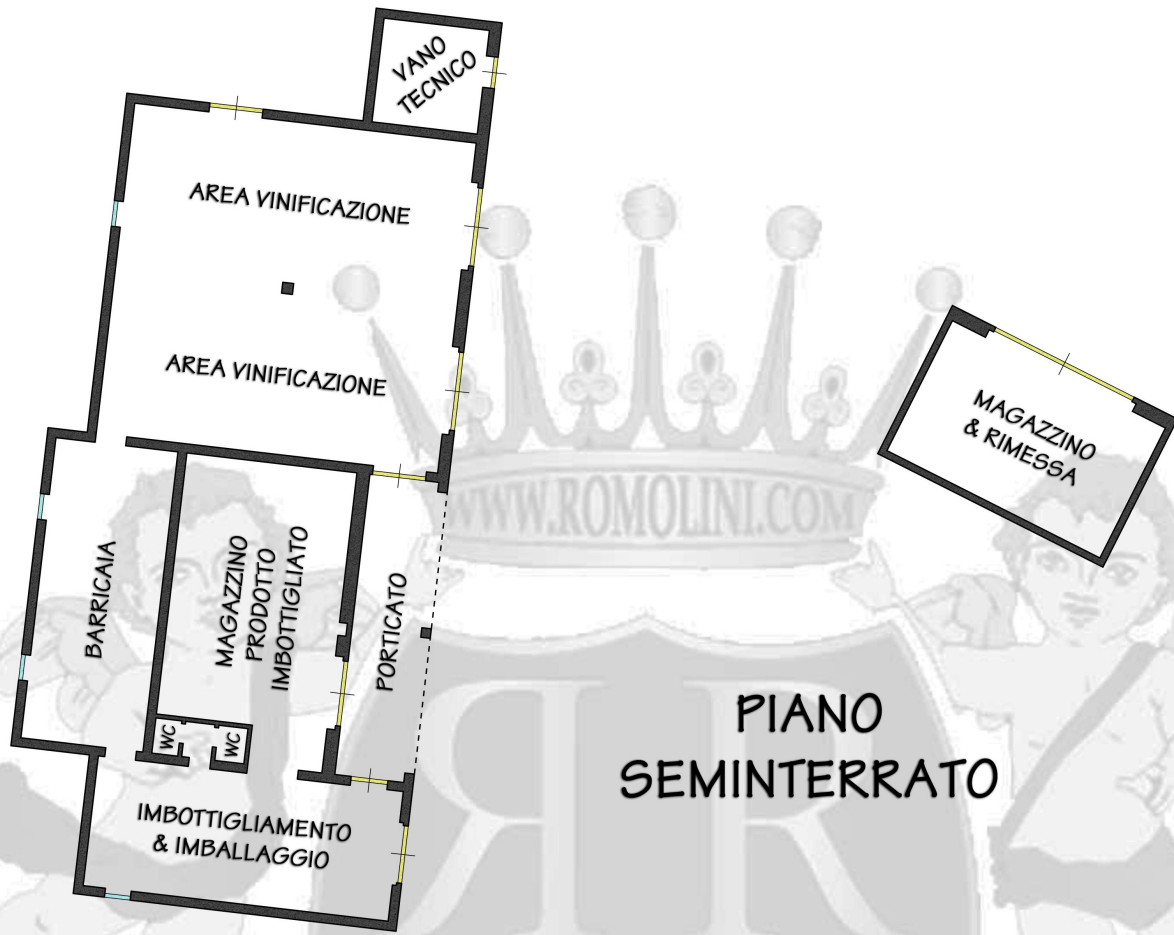 VANO
TECNICO
AREA VINIFICAZIONE
AREA VINIFICAZIONE
MAGAZZINO
& RIMESSA
WWW.ROMOLINI.COM
BARRICAIA
MAGAZZINO
PRODOTTO
IMBOTTIGLIATO
PORTICATO
WC
WC
PIANO
SEMINTERRATO
IMBOTTIGLIAMENTO
& IMBALLAGGIO
R R